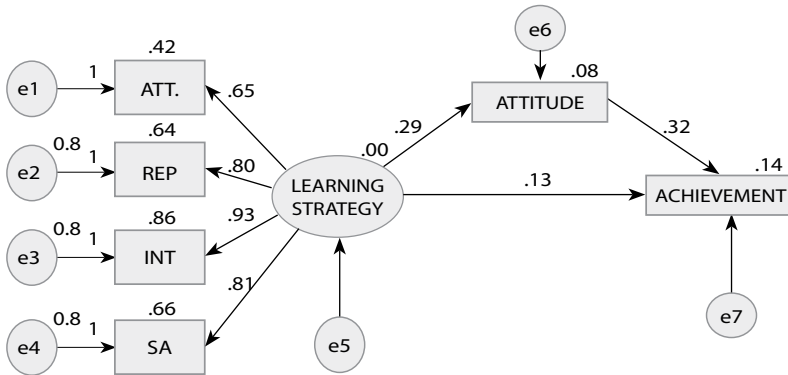 e6
.42
1
.08
e1
ATT.
.65
ATTITUDE
.29
.32
.64
.00
0.8
1
e2
REP
.80
LEARNING
STRATEGY
.13
.14
ACHIEVEMENT
.86
.93
0.8
1
e3
INT
.81
.66
0.8
1
e4
SA
e5
e7